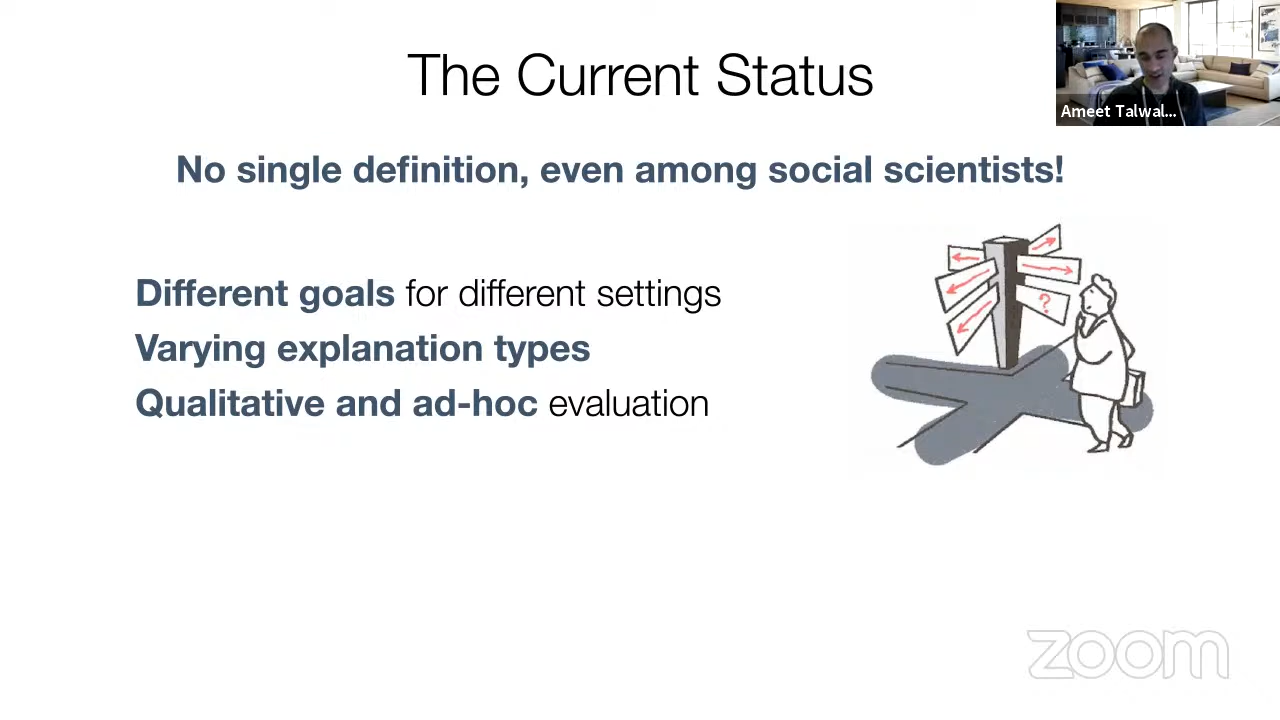 The Current Status
Ameet Talwal...
No single definition, even among social scientists!
Different goals for different settings
?
Varying explanation types
Qualitative and ad-hoc evaluation
zoom